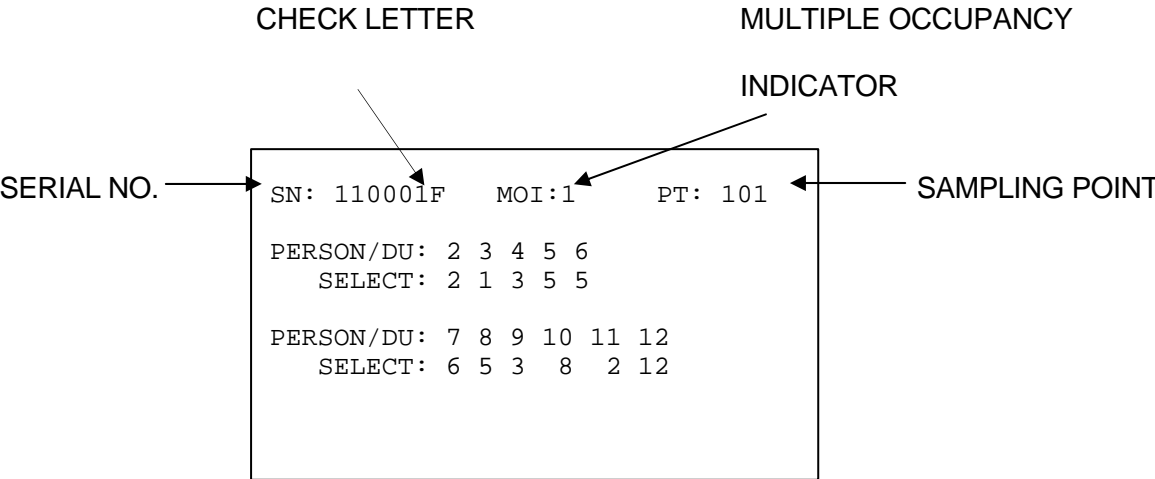 CHECK LETTER MULTIPLE OCCUPANCY
INDICATOR
SERIAL NO. SN: 110001F MOI:1 PT: 101 SAMPLING POINT
PERSON/DU: 2 3 4 5 6
SELECT: 2 1 3 5 5
PERSON/DU: 7 8 9 10 11 12
SELECT: 6 5 3 8 2 12